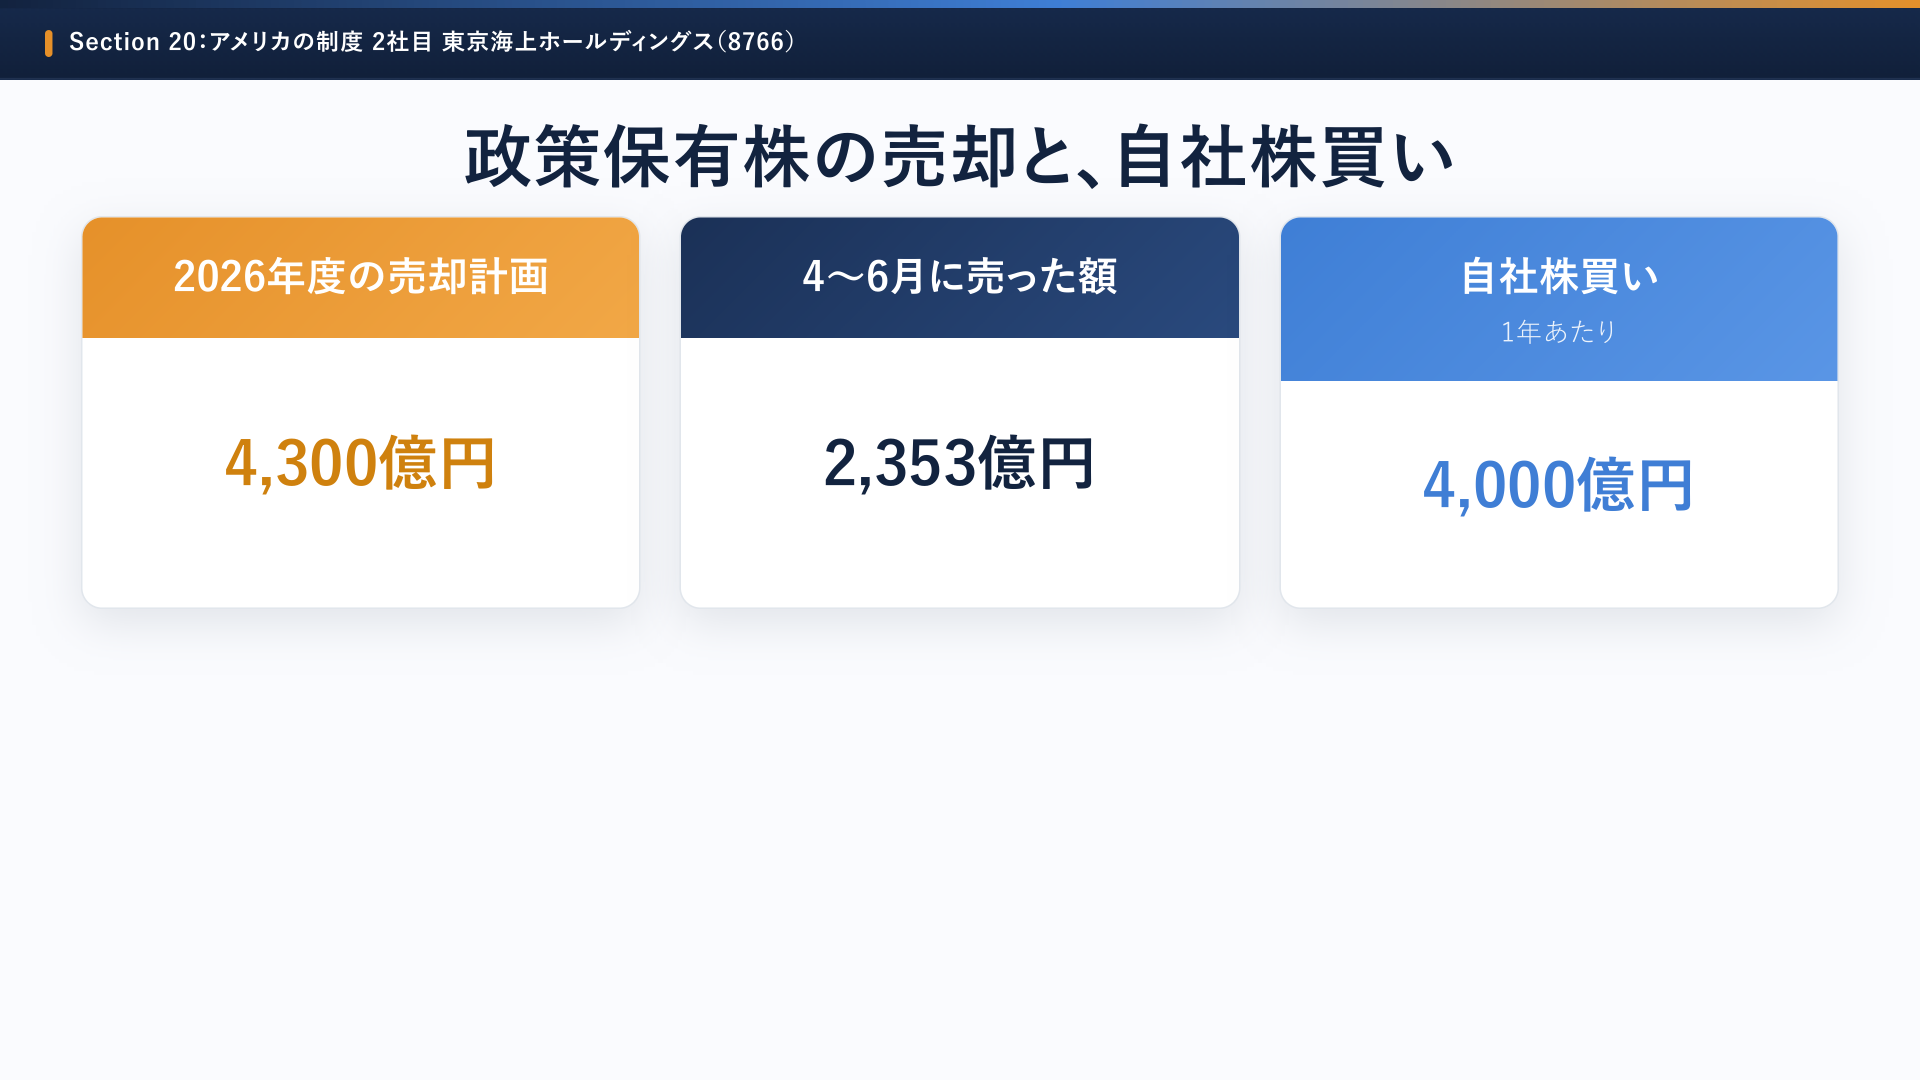 Section 20：アメリカの制度 2社目 東京海上ホールディングス（8766）
政策保有株の売却と、自社株買い
2026年度の売却計画
4,300億円
4〜6月に売った額
2,353億円
自社株買い
1年あたり
4,000億円